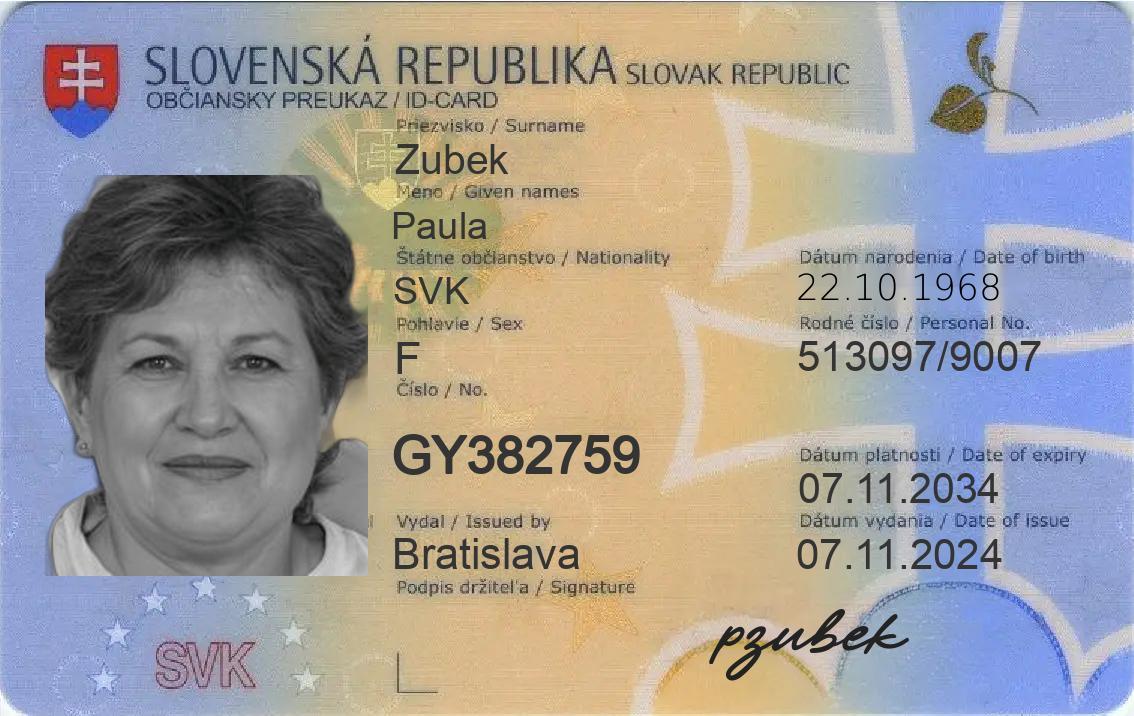 SLOVENSKÁ REPUBLIKA SLOVAK REPUBLIC
OBČIANSKY PREUKAZ / ID-CARD
Priezvisko / Surname
Zubek
Meno / Given names
Paula
Štátne občianstvo / Nationality
SVK
Dátum narodenia / Date of birth
22.10.1968
Pohlavie / Sex
F
Rodné číslo / Personal No.
513097/9007
Číslo / No.
GY382759
Dátum platnosti / Date of expiry
07.11.2034
Vydal / Issued by
Bratislava
Dátum vydania / Date of issue
07.11.2024
Podpis držiteľa / Signature
pzubek
SVK